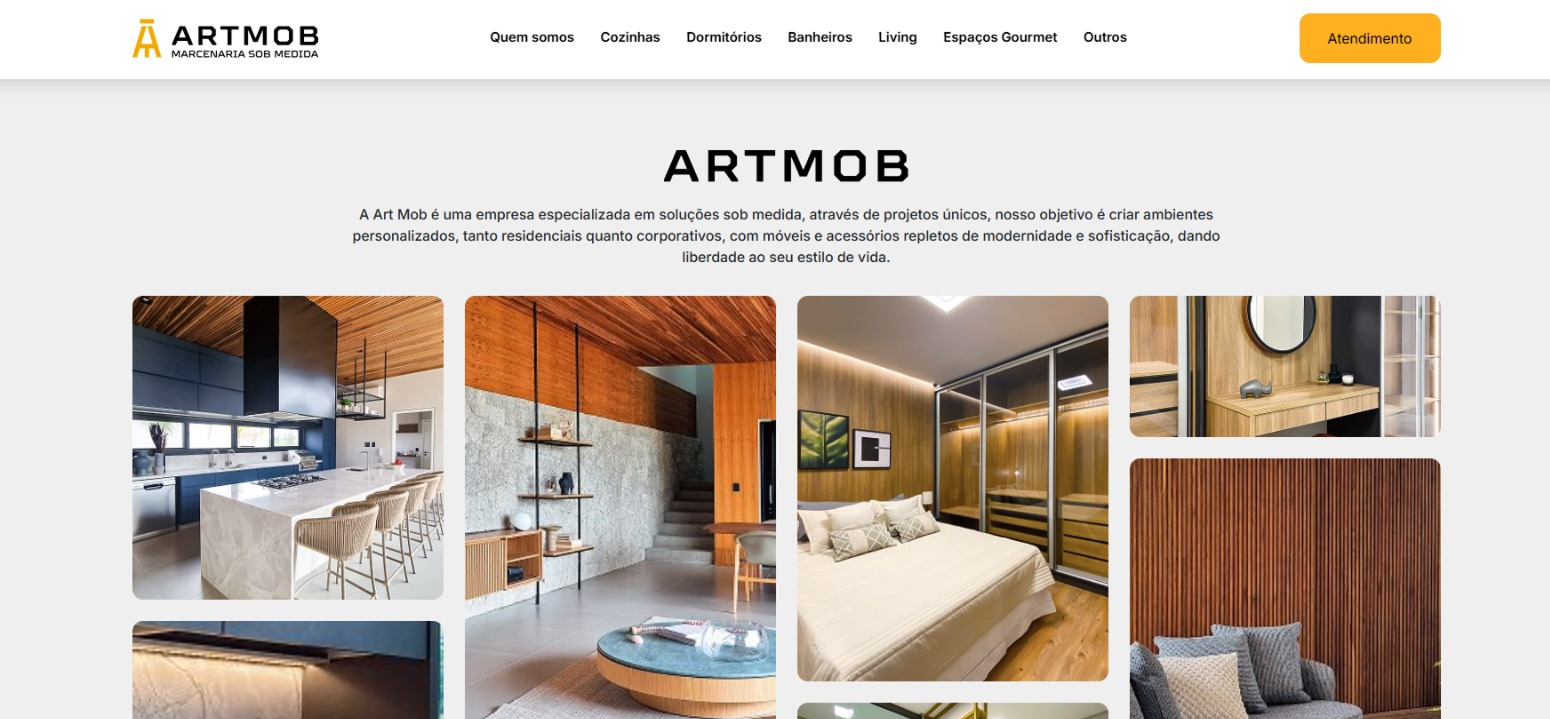 ARTMOB
MARCENARIA SOB MEDIDA
Quem somos
Cozinhas
Dormitórios
Banheiros
Living
Espaços Gourmet
Outros
Atendimento
ARTMOB
A Art Mob é uma empresa especializada em soluções sob medida, através de projetos únicos, nosso objetivo é criar ambientes
personalizados, tanto residenciais quanto corporativos, com móveis e acessórios repletos de modernidade e sofisticação, dando
liberdade ao seu estilo de vida.